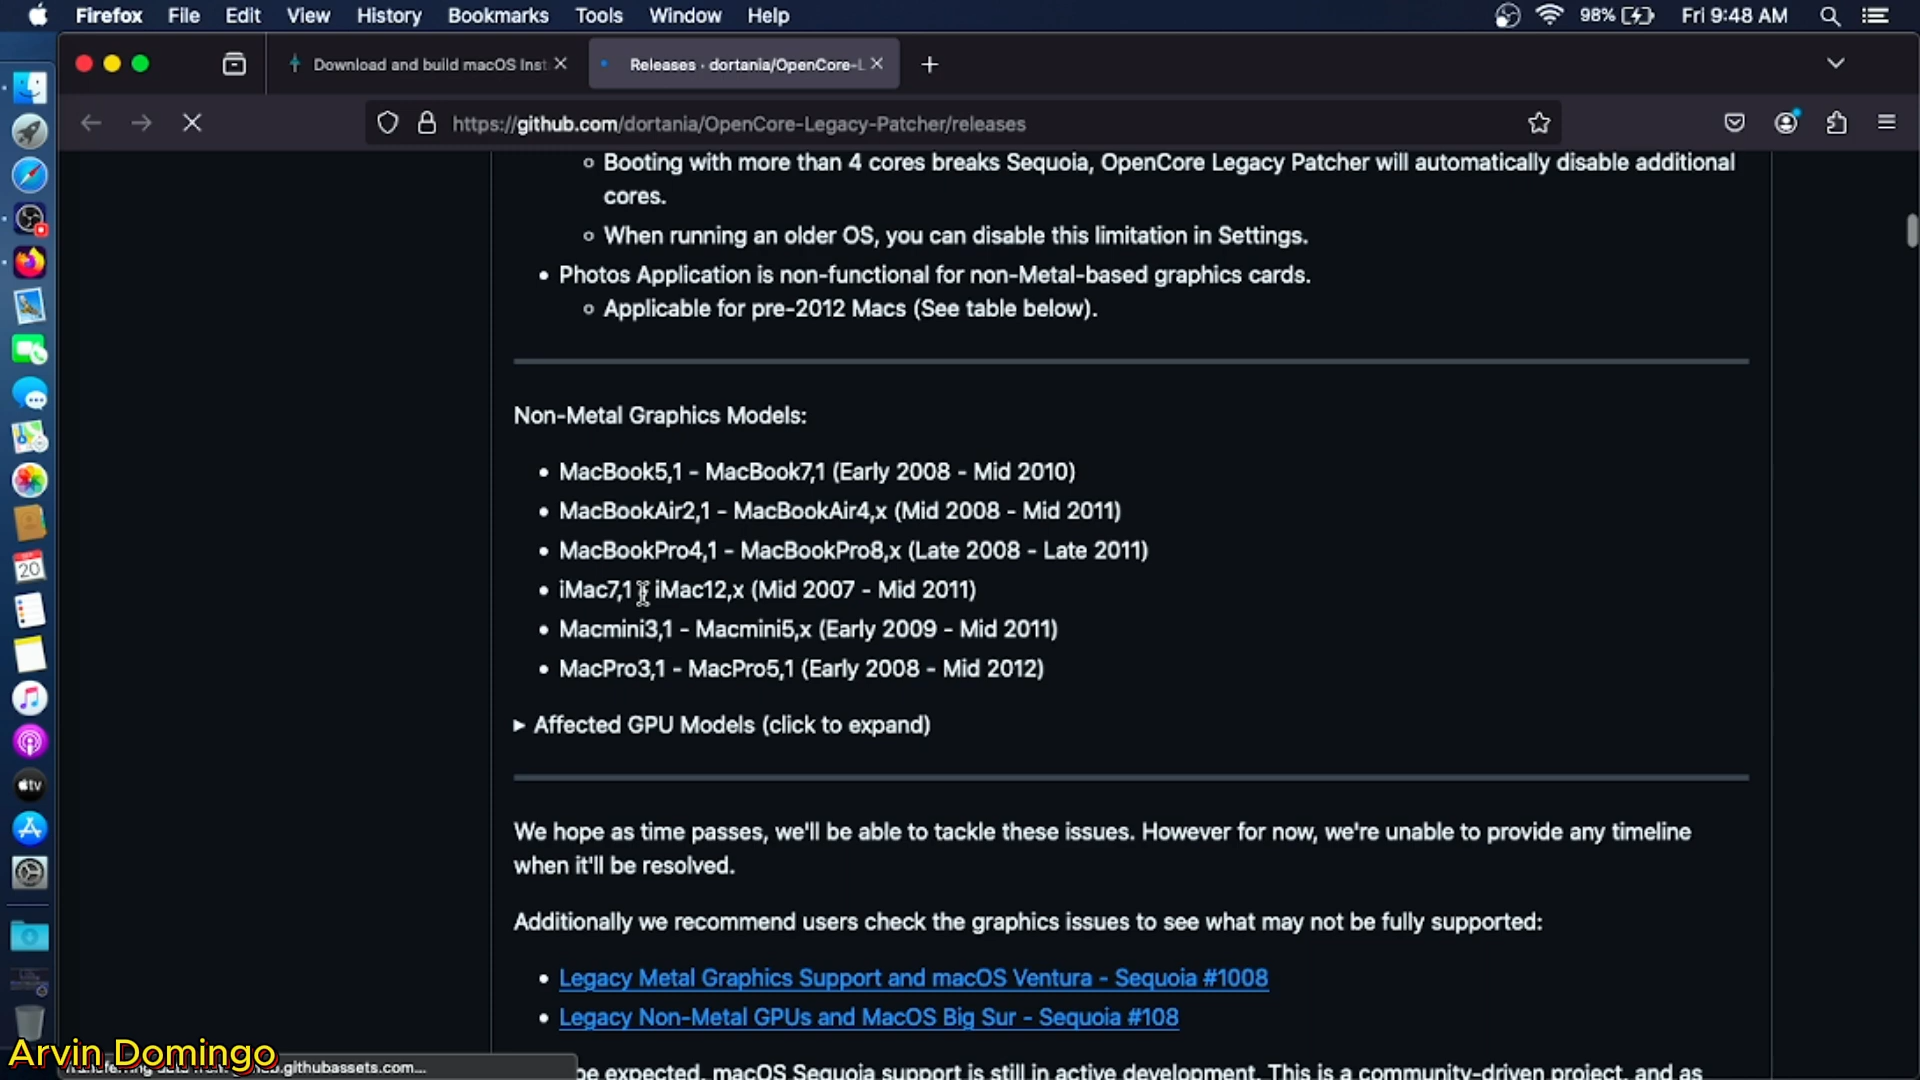 Firefox File Edit View History Bookmarks Tools Window Help 98% Fri 9:48 AM
Download and build macOS Inst Releases · dortania/OpenCore-L
https://github.com/dortania/OpenCore-Legacy-Patcher/releases
Booting with more than 4 cores breaks Sequoia, OpenCore Legacy Patcher will automatically disable additional
cores.
When running an older OS, you can disable this limitation in Settings.
Photos Application is non-functional for non-Metal-based graphics cards.
Applicable for pre-2012 Macs (See table below).
Non-Metal Graphics Models:
MacBook5,1 - MacBook7,1 (Early 2008 - Mid 2010)
MacBookAir2,1 - MacBookAir4,x (Mid 2008 - Mid 2011)
MacBookPro4,1 - MacBookPro8,x (Late 2008 - Late 2011)
iMac7,1 - iMac12,x (Mid 2007 - Mid 2011)
20
Macmini3,1 - Macmini5,x (Early 2009 - Mid 2011)
MacPro3,1 - MacPro5,1 (Early 2008 - Mid 2012)
Affected GPU Models (click to expand)
tv
We hope as time passes, we'll be able to tackle these issues. However for now, we're unable to provide any timeline
when it'll be resolved.
Additionally we recommend users check the graphics issues to see what may not be fully supported:
Legacy Metal Graphics Support and macOS Ventura - Sequoia #1008
Legacy Non-Metal GPUs and MacOS Big Sur - Sequoia #108
be expected, macOS Sequoia support is still in active development. This is a community-driven project, and as
Arvin Domingo
githubassets.com...